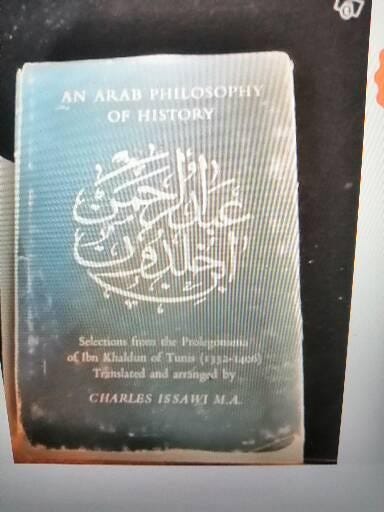 AN ARAB PHILOSOPHY
OF HISTORY
عبد الرحمن
ابن خلدون
Selections from the Prolegomena
of Ibn Khaldun of Tunis (1332-1406)
Translated and arranged by
CHARLES ISSAWI M.A.